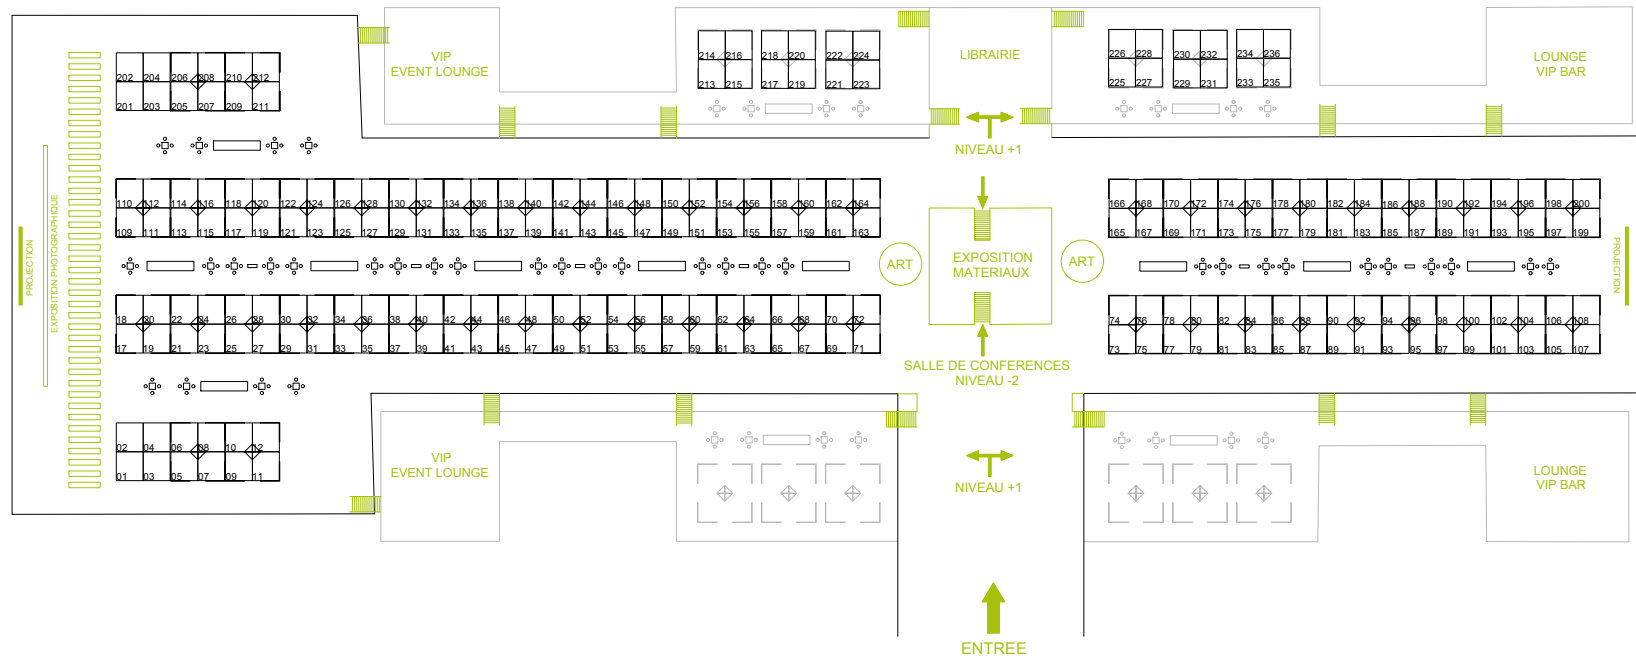 214 216 218 220 222 224
LIBRAIRIE
226 228 230 232 234 236
VIP
EVENT LOUNGE
LOUNGE
VIP BAR
202 204 206 208 210 212
213 215 217 219 221 223
225 227 229 231 233 235
201 203 205 207 209 211
NIVEAU +1
110 112 114 116 118 120 122 124 126 128 130 132 134 136 138 140 142 144 146 148 150 152 154 156 158 160 162 164
166 168 170 172 174 176 178 180 182 184 186 188 190 192 194 196 198 200
109 111 113 115 117 119 121 123 125 127 129 131 133 135 137 139 141 143 145 147 149 151 153 155 157 159 161 163
165 167 169 171 173 175 177 179 181 183 185 187 189 191 193 195 197 199
PROJECTION
EXPOSITION PHOTOGRAPHIQUE
ART
EXPOSITION
MATERIAUX
ART
PROJECTION
18 20 22 24 26 28 30 32 34 36 38 40 42 44 46 48 50 52 54 56 58 60 62 64 66 68 70 72
74 76 78 80 82 84 86 88 90 92 94 96 98 100 102 104 106 108
17 19 21 23 25 27 29 31 33 35 37 39 41 43 45 47 49 51 53 55 57 59 61 63 65 67 69 71
73 75 77 79 81 83 85 87 89 91 93 95 97 99 101 103 105 107
SALLE DE CONFERENCES
NIVEAU -2
02 04 06 08 10 12
01 03 05 07 09 11
VIP
EVENT LOUNGE
NIVEAU +1
LOUNGE
VIP BAR
ENTREE